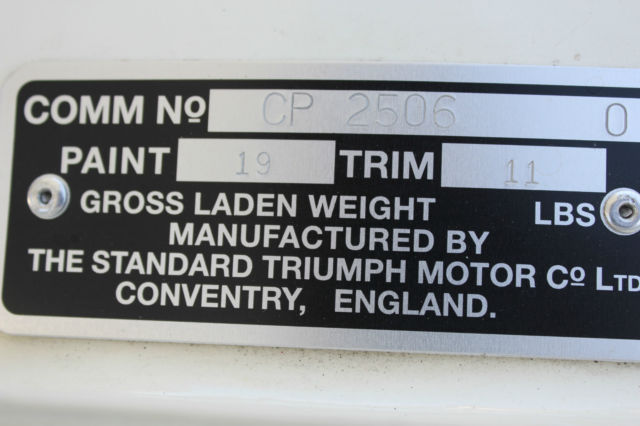 COMM Nº CP 2506 O
PAINT 19 TRIM 11
GROSS LADEN WEIGHT LBS
MANUFACTURED BY
THE STANDARD TRIUMPH MOTOR Cº LTD
CONVENTRY, ENGLAND.